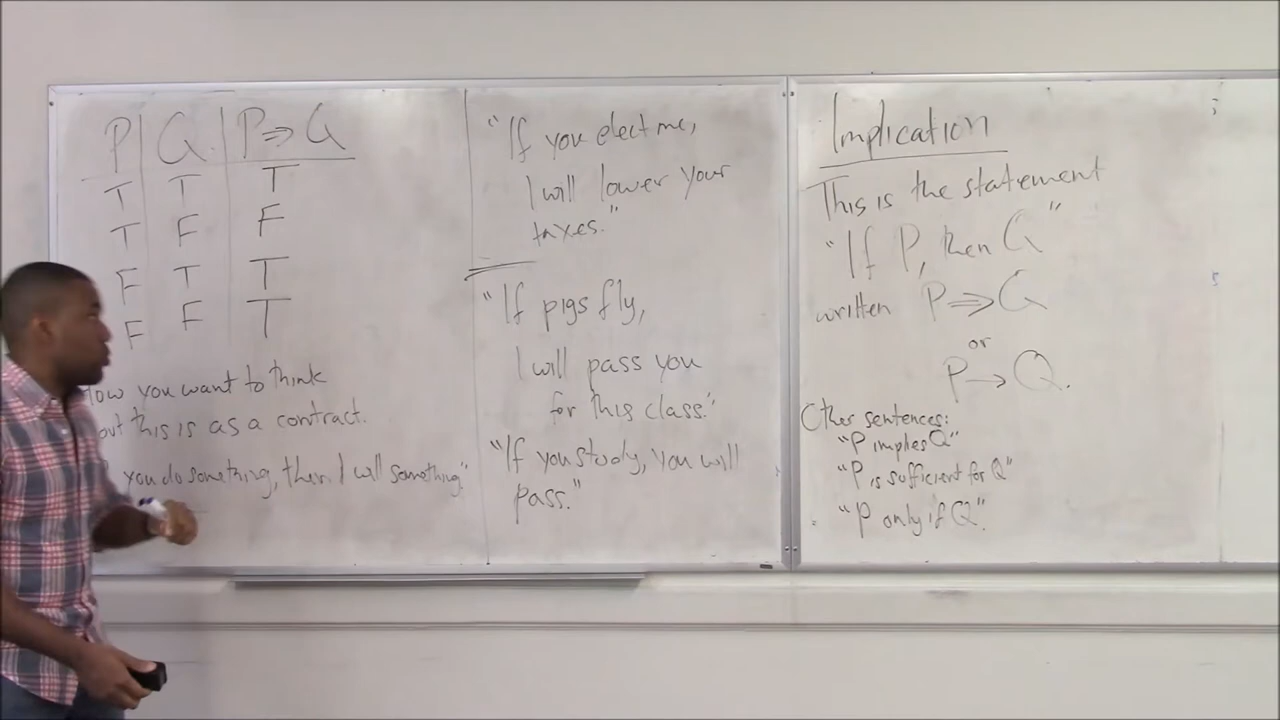 P Q P ⇒ Q
T T T
T F F
F T T
F F T
How you want to think
out this is as a contract.
you do something, then I will something."
"If you elect me,
I will lower your
taxes."
"If pigs fly,
I will pass you
for this class."
"If you study, you will
pass."
Implication
This is the statement
"If P, then Q"
written P ⇒ Q
or
P → Q.
Other sentences:
"P implies Q"
"P is sufficient for Q"
"P only if Q".